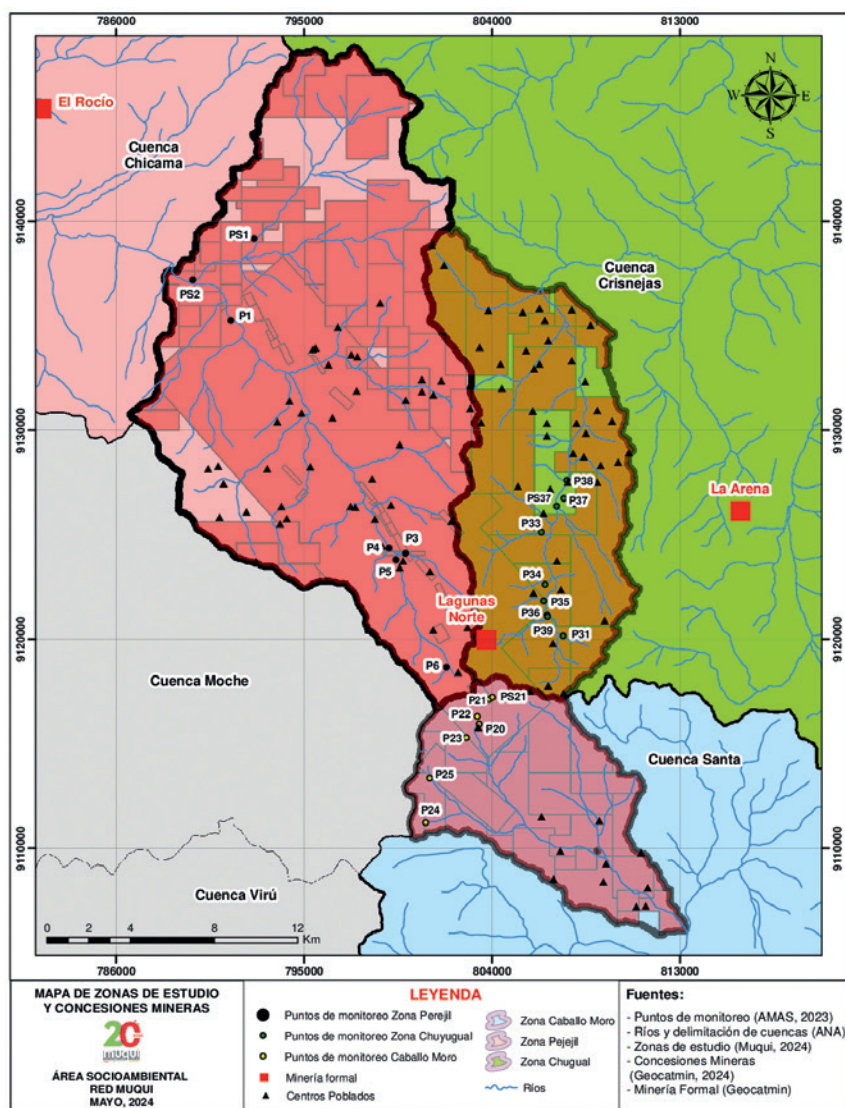 786000 795000 804000 813000
El Rocío
Cuenca
Chicama
N
W E
S
9140000 9140000
PS1
Cuenca
Crisnejas
PS2
P1
9130000 9130000
La Arena
P38
PS37 P37
P33
P4 P3
P5
P34
Lagunas
Norte
P35
P36
P39 P31
9120000 9120000
P6
Cuenca Moche
P21 PS21
P22
P20
P23
Cuenca Santa
P25
P24
9110000 9110000
Cuenca Virú
0 2 4 8 12
Km
786000 795000 804000 813000
MAPA DE ZONAS DE ESTUDIO
Y CONCESIONES MINERAS
20
muqui
ÁREA SOCIOAMBIENTAL
RED MUQUI
MAYO, 2024
LEYENDA
Puntos de monitoreo Zona Perejil
Puntos de monitoreo Zona Chuyugual
Puntos de monitoreo Caballo Moro
Minería formal
Centros Poblados
Zona Caballo Moro
Zona Pejejil
Zona Chugual
Ríos
Fuentes:
- Puntos de monitoreo (AMAS, 2023)
- Ríos y delimitación de cuencas (ANA)
- Zonas de estudio (Muqui, 2024)
- Concesiones Mineras
(Geocatmin, 2024)
- Minería Formal (Geocatmin)